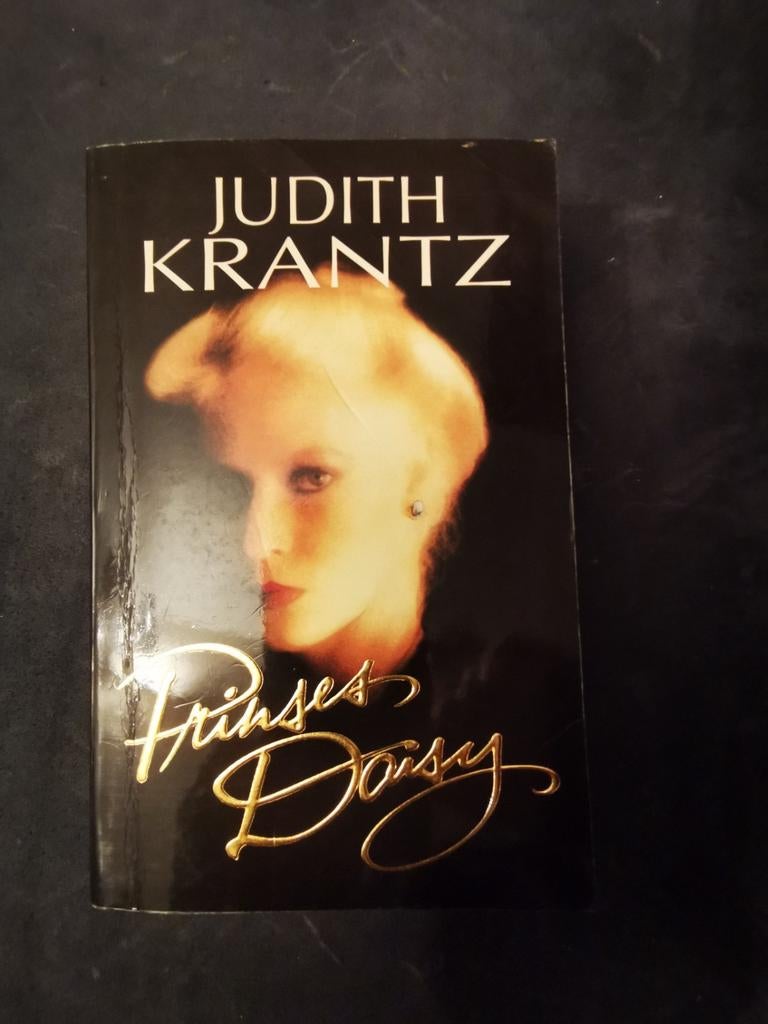 JUDITH
KRANTZ
Prinses
Daisy